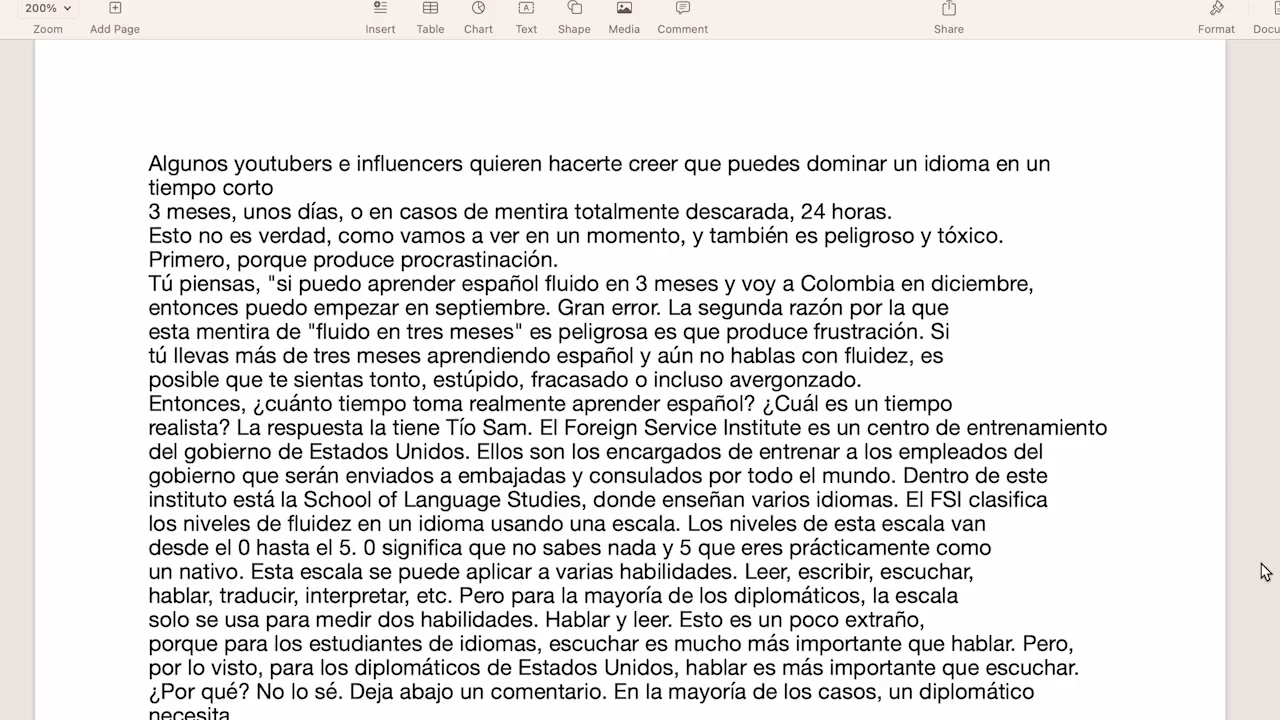 200%
Zoom
Add Page
Insert
Table
Chart
Text
Shape
Media
Comment
Share
Format
Docu
Algunos youtubers e influencers quieren hacerte creer que puedes dominar un idioma en un
tiempo corto
3 meses, unos días, o en casos de mentira totalmente descarada, 24 horas.
Esto no es verdad, como vamos a ver en un momento, y también es peligroso y tóxico.
Primero, porque produce procrastinación.
Tú piensas, "si puedo aprender español fluido en 3 meses y voy a Colombia en diciembre,
entonces puedo empezar en septiembre. Gran error. La segunda razón por la que
esta mentira de "fluido en tres meses" es peligrosa es que produce frustración. Si
tú llevas más de tres meses aprendiendo español y aún no hablas con fluidez, es
posible que te sientas tonto, estúpido, fracasado o incluso avergonzado.
Entonces, ¿cuánto tiempo toma realmente aprender español? ¿Cuál es un tiempo
realista? La respuesta la tiene Tío Sam. El Foreign Service Institute es un centro de entrenamiento
del gobierno de Estados Unidos. Ellos son los encargados de entrenar a los empleados del
gobierno que serán enviados a embajadas y consulados por todo el mundo. Dentro de este
instituto está la School of Language Studies, donde enseñan varios idiomas. El FSI clasifica
los niveles de fluidez en un idioma usando una escala. Los niveles de esta escala van
desde el 0 hasta el 5. 0 significa que no sabes nada y 5 que eres prácticamente como
un nativo. Esta escala se puede aplicar a varias habilidades. Leer, escribir, escuchar,
hablar, traducir, interpretar, etc. Pero para la mayoría de los diplomáticos, la escala
solo se usa para medir dos habilidades. Hablar y leer. Esto es un poco extraño,
porque para los estudiantes de idiomas, escuchar es mucho más importante que hablar. Pero,
por lo visto, para los diplomáticos de Estados Unidos, hablar es más importante que escuchar.
¿Por qué? No lo sé. Deja abajo un comentario. En la mayoría de los casos, un diplomático
necesita